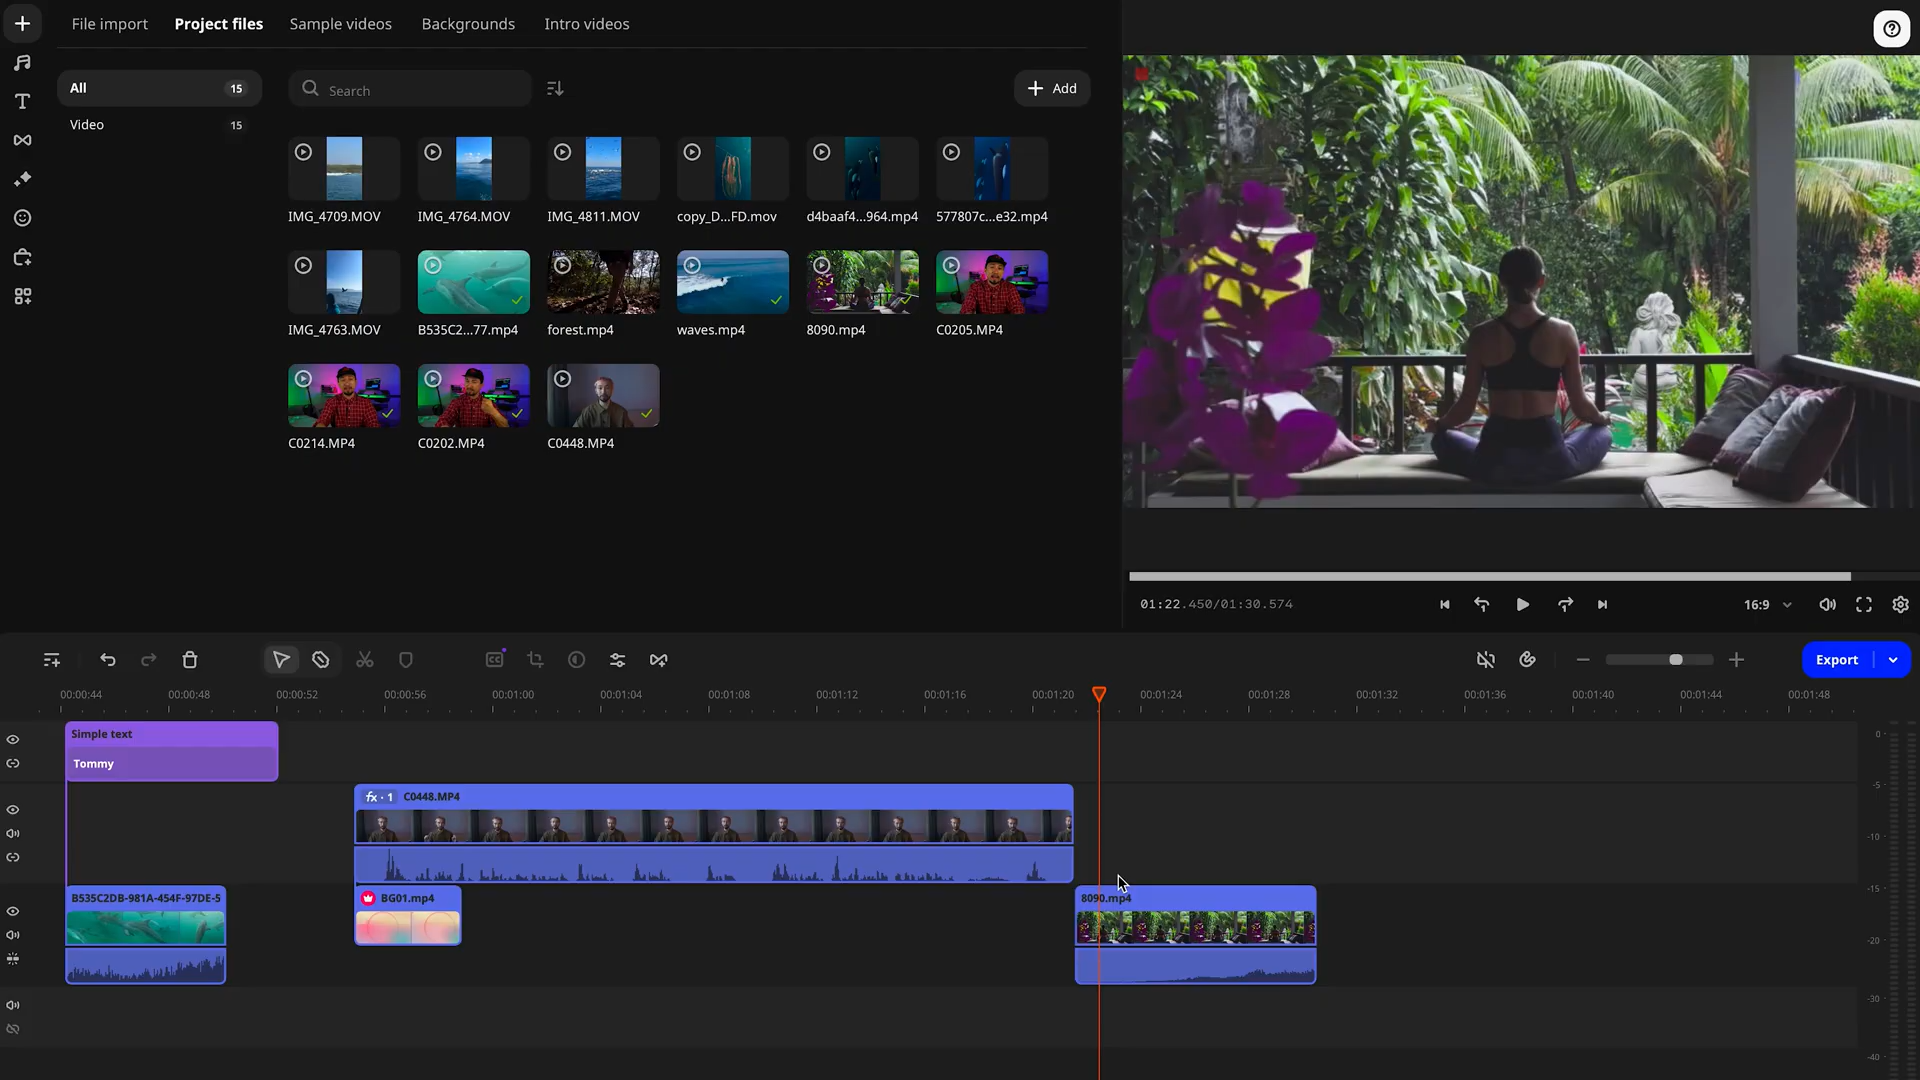 File import
Project files
Sample videos
Backgrounds
Intro videos
All
15
Video
15
Search
Add
IMG_4709.MOV
IMG_4764.MOV
IMG_4811.MOV
copy_D...FD.mov
d4baaf4...964.mp4
577807c...e32.mp4
IMG_4763.MOV
B535C2...77.mp4
forest.mp4
waves.mp4
8090.mp4
C0205.MP4
C0214.MP4
C0202.MP4
C0448.MP4
01:22.450/01:30.574
16:9
CC
Export
00:00:44
00:00:48
00:00:52
00:00:56
00:01:00
00:01:04
00:01:08
00:01:12
00:01:16
00:01:20
00:01:24
00:01:28
00:01:32
00:01:36
00:01:40
00:01:44
00:01:48
Simple text
Tommy
fx · 1 C0448.MP4
B535C2DB-981A-454F-97DE-5
BG01.mp4
8090.mp4
0
-5
-10
-15
-20
-30
-40